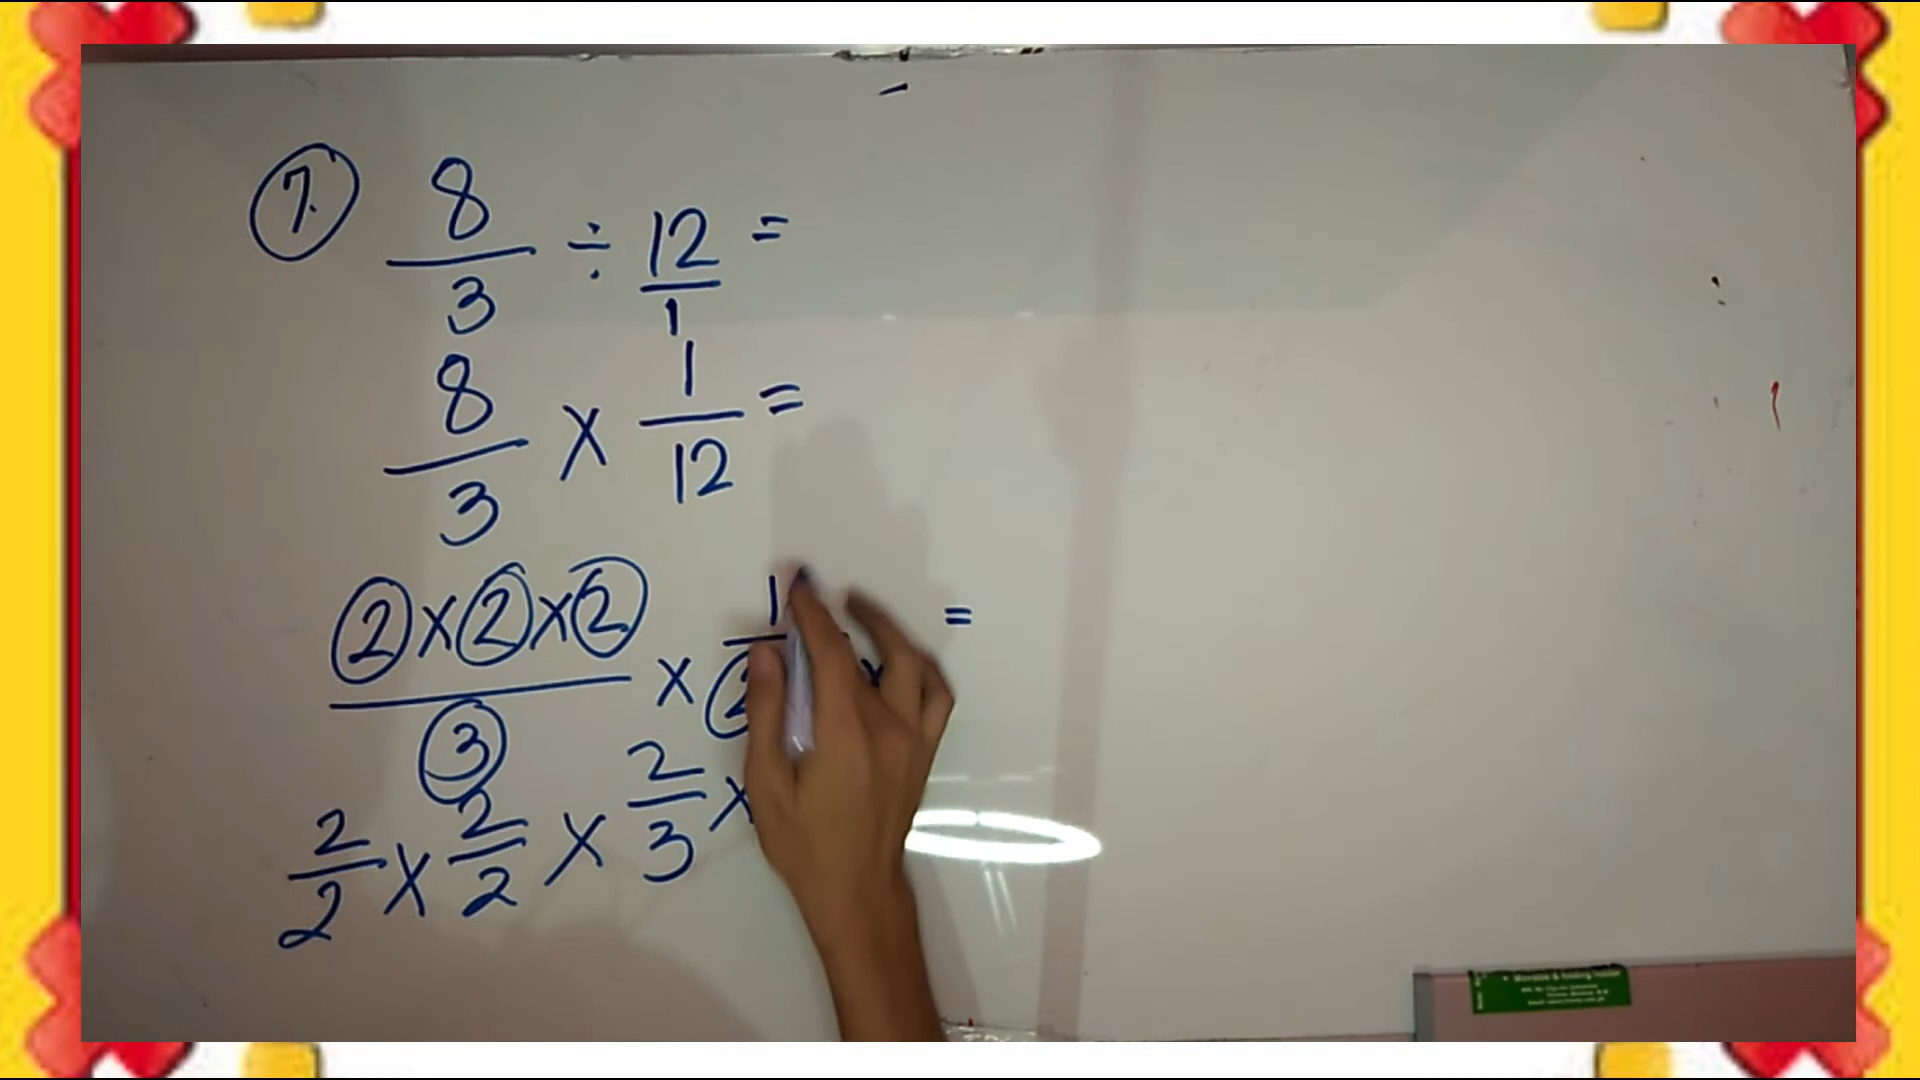 7. 8/3 ÷ 12/1 =
8/3 x 1/12 =
2x2x2/3 x 1/2 x =
2/2 x 2/2 x 2/3 x